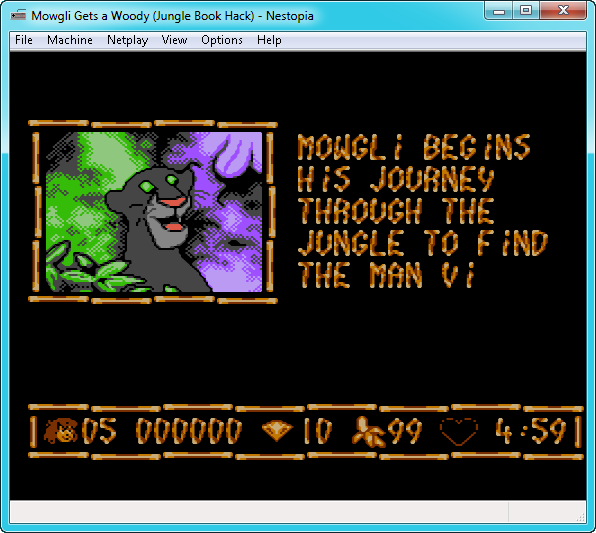 Mowgli Gets a Woody (Jungle Book Hack) - Nestopia
File Machine Netplay View Options Help
MOWGLi BEGiNS
HiS JOURNEY
THROUGH THE
JUNGLE TO FiND
THE MAN Vi
05 000000 10 99 4:59